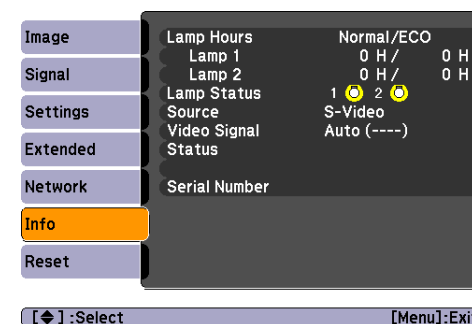 Image
Signal
Settings
Extended
Network
Info
Reset
Lamp Hours Normal/ECO
Lamp 1 0 H/ 0 H
Lamp 2 0 H/ 0 H
Lamp Status 1 2
Source S-Video
Video Signal Auto (----)
Status
Serial Number
[◆] :Select [Menu]:Exi